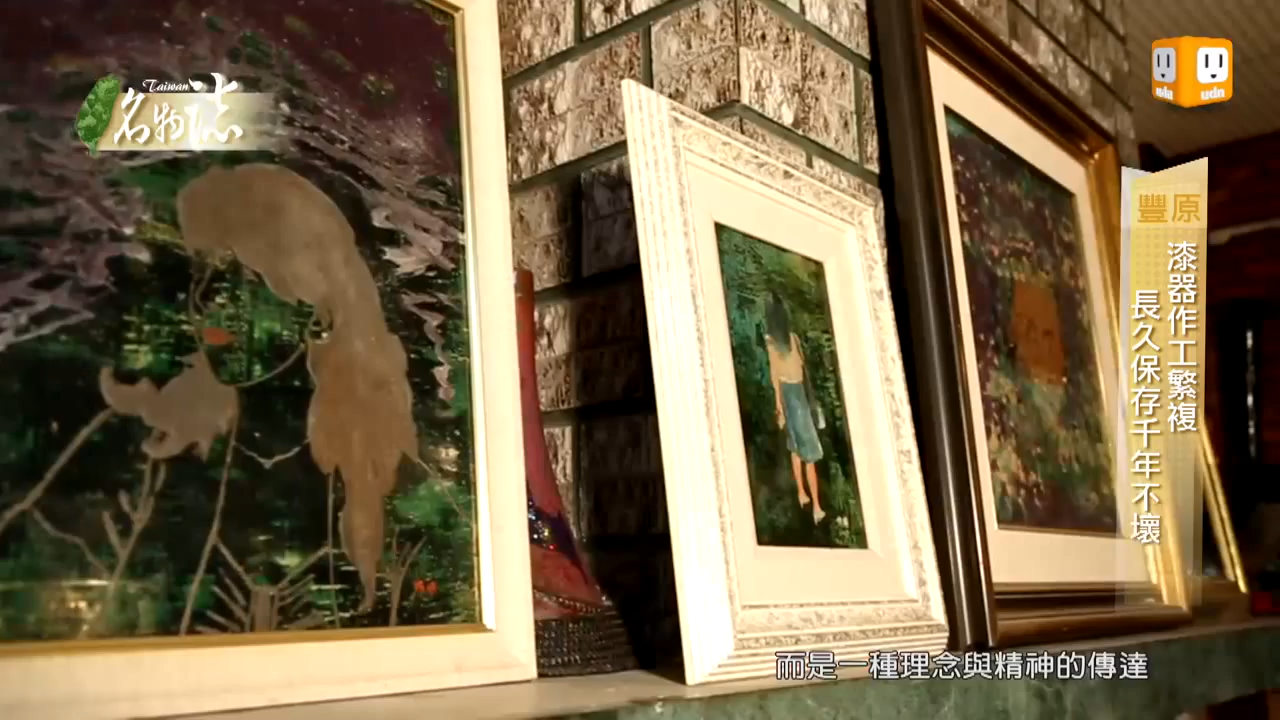 Taiwan
名物誌
udn
豐原
漆器作工繁複
長久保存千年不壞
而是一種理念與精神的傳達